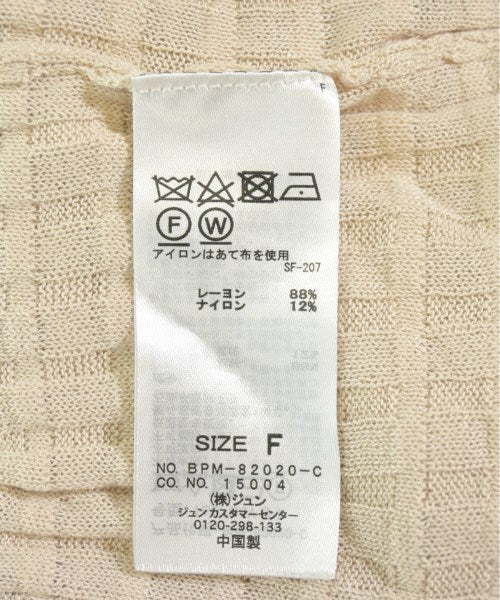 F
F W
アイロンはあて布を使用
SF-207
レーヨン 88%
ナイロン 12%
SIZE F
NO. BPM-82020-C
CO. NO. 15004
(株)ジュン
ジュン カスタマーセンター
0120-298-133
中国製